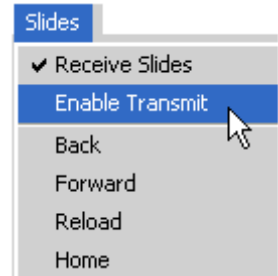 Slides
Receive Slides
Enable Transmit
Back
Forward
Reload
Home